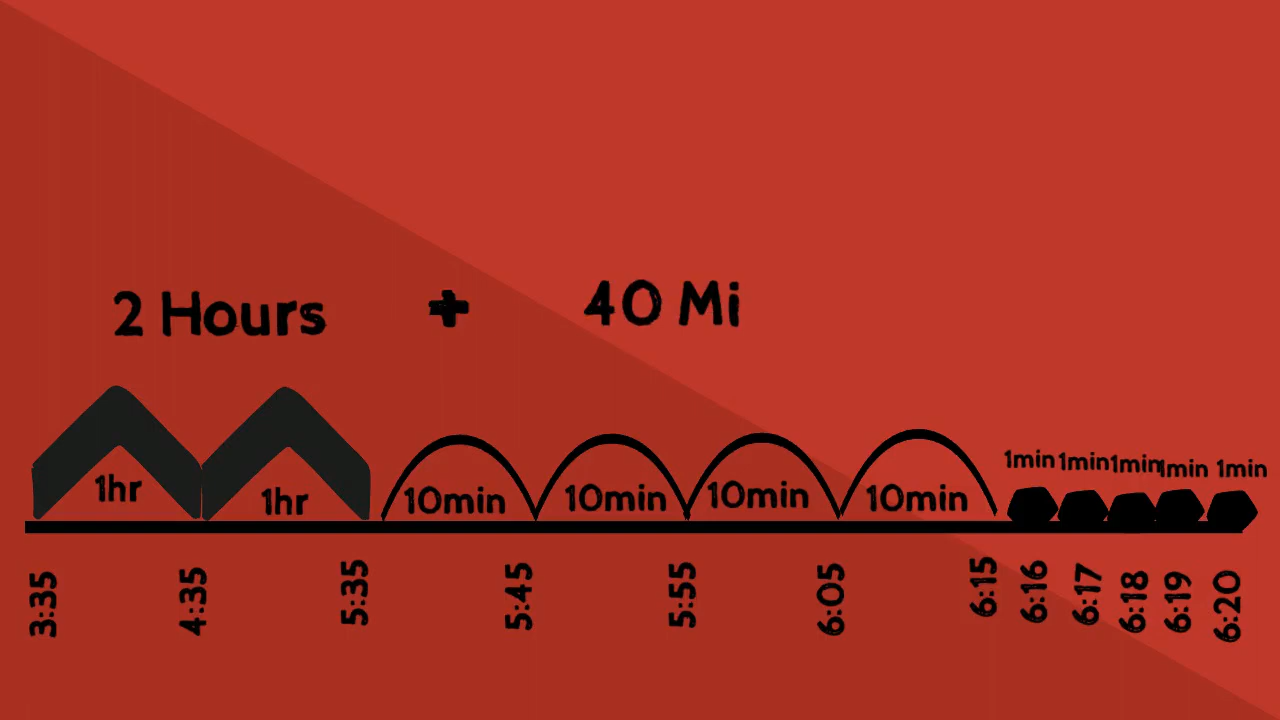 2 Hours + 40 Mi
1min 1min 1min 1min 1min
1hr 1hr 10min 10min 10min 10min
3:35 4:35 5:35 5:45 5:55 6:05 6:15 6:16 6:17 6:18 6:19 6:20